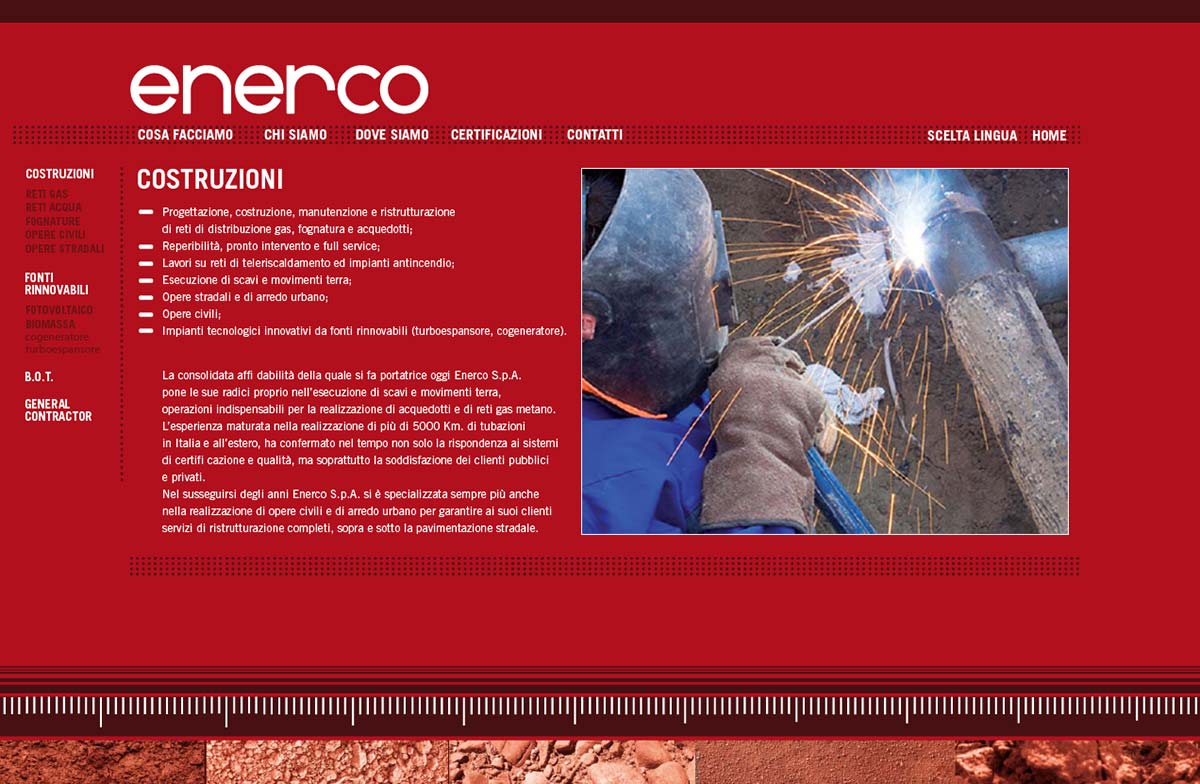 enerco
COSA FACCIAMO CHI SIAMO DOVE SIAMO CERTIFICAZIONI CONTATTI SCELTA LINGUA HOME
COSTRUZIONI
RETI GAS
RETI ACQUA
FOGNATURE
OPERE CIVILI
OPERE STRADALI
FONTI
RINNOVABILI
FOTOVOLTAICO
BIOMASSA
cogeneratore
turboespansore
B.O.T.
GENERAL
CONTRACTOR
COSTRUZIONI
Progettazione, costruzione, manutenzione e ristrutturazione
di reti di distribuzione gas, fognatura e acquedotti;
Reperibilità, pronto intervento e full service;
Lavori su reti di teleriscaldamento ed impianti antincendio;
Esecuzione di scavi e movimenti terra;
Opere stradali e di arredo urbano;
Opere civili;
Impianti tecnologici innovativi da fonti rinnovabili (turboespansore, cogeneratore).
La consolidata affi dabilità della quale si fa portatrice oggi Enerco S.p.A.
pone le sue radici proprio nell'esecuzione di scavi e movimenti terra,
operazioni indispensabili per la realizzazione di acquedotti e di reti gas metano.
L'esperienza maturata nella realizzazione di più di 5000 Km. di tubazioni
in Italia e all'estero, ha confermato nel tempo non solo la rispondenza ai sistemi
di certifi cazione e qualità, ma soprattutto la soddisfazione dei clienti pubblici
e privati.
Nel susseguirsi degli anni Enerco S.p.A. si è specializzata sempre più anche
nella realizzazione di opere civili e di arredo urbano per garantire ai suoi clienti
servizi di ristrutturazione completi, sopra e sotto la pavimentazione stradale.